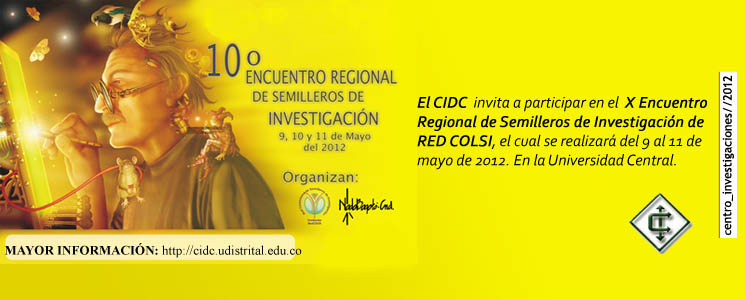 10º
ENCUENTRO REGIONAL
DE SEMILLEROS DE
INVESTIGACIÓN
9, 10 y 11 de Mayo
del 2012
Organizan:
MAYOR INFORMACIÓN: http://cidc.udistrital.edu.co
El CIDC invita a participar en el X Encuentro
Regional de Semilleros de Investigación de
RED COLSI, el cual se realizará del 9 al 11 de
mayo de 2012. En la Universidad Central.
centro_investigaciones//2012